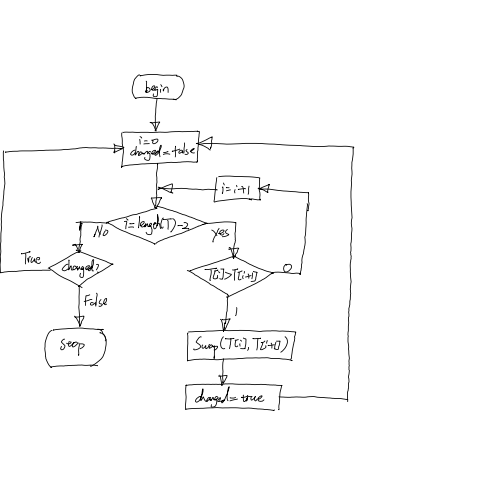 begin
i=0
changed=false
i=i+1
i=length(T)-2
No
yes
True
changed?
T[i]>T[i+1]
0
False
1
Stop
Swap(T[i], T[i+1])
changed=true